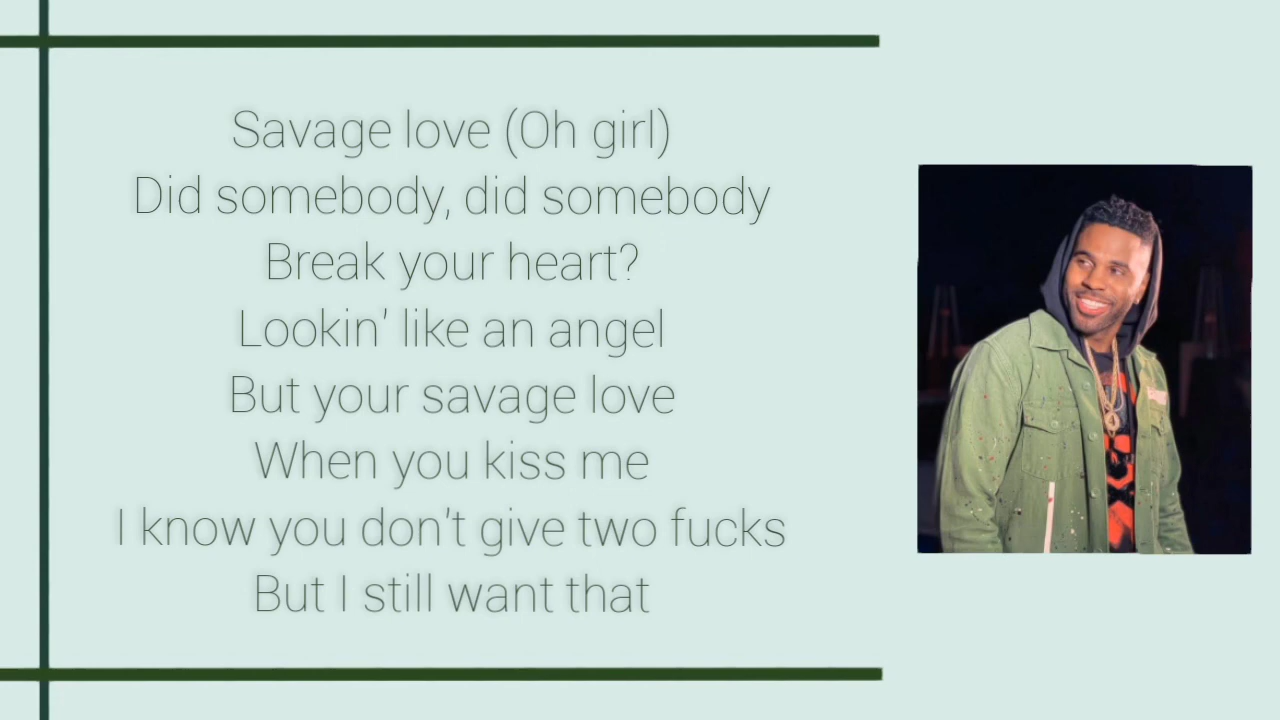 Savage love (Oh girl)
Did somebody, did somebody
Break your heart?
Lookin' like an angel
But your savage love
When you kiss me
I know you don't give two fucks
But I still want that